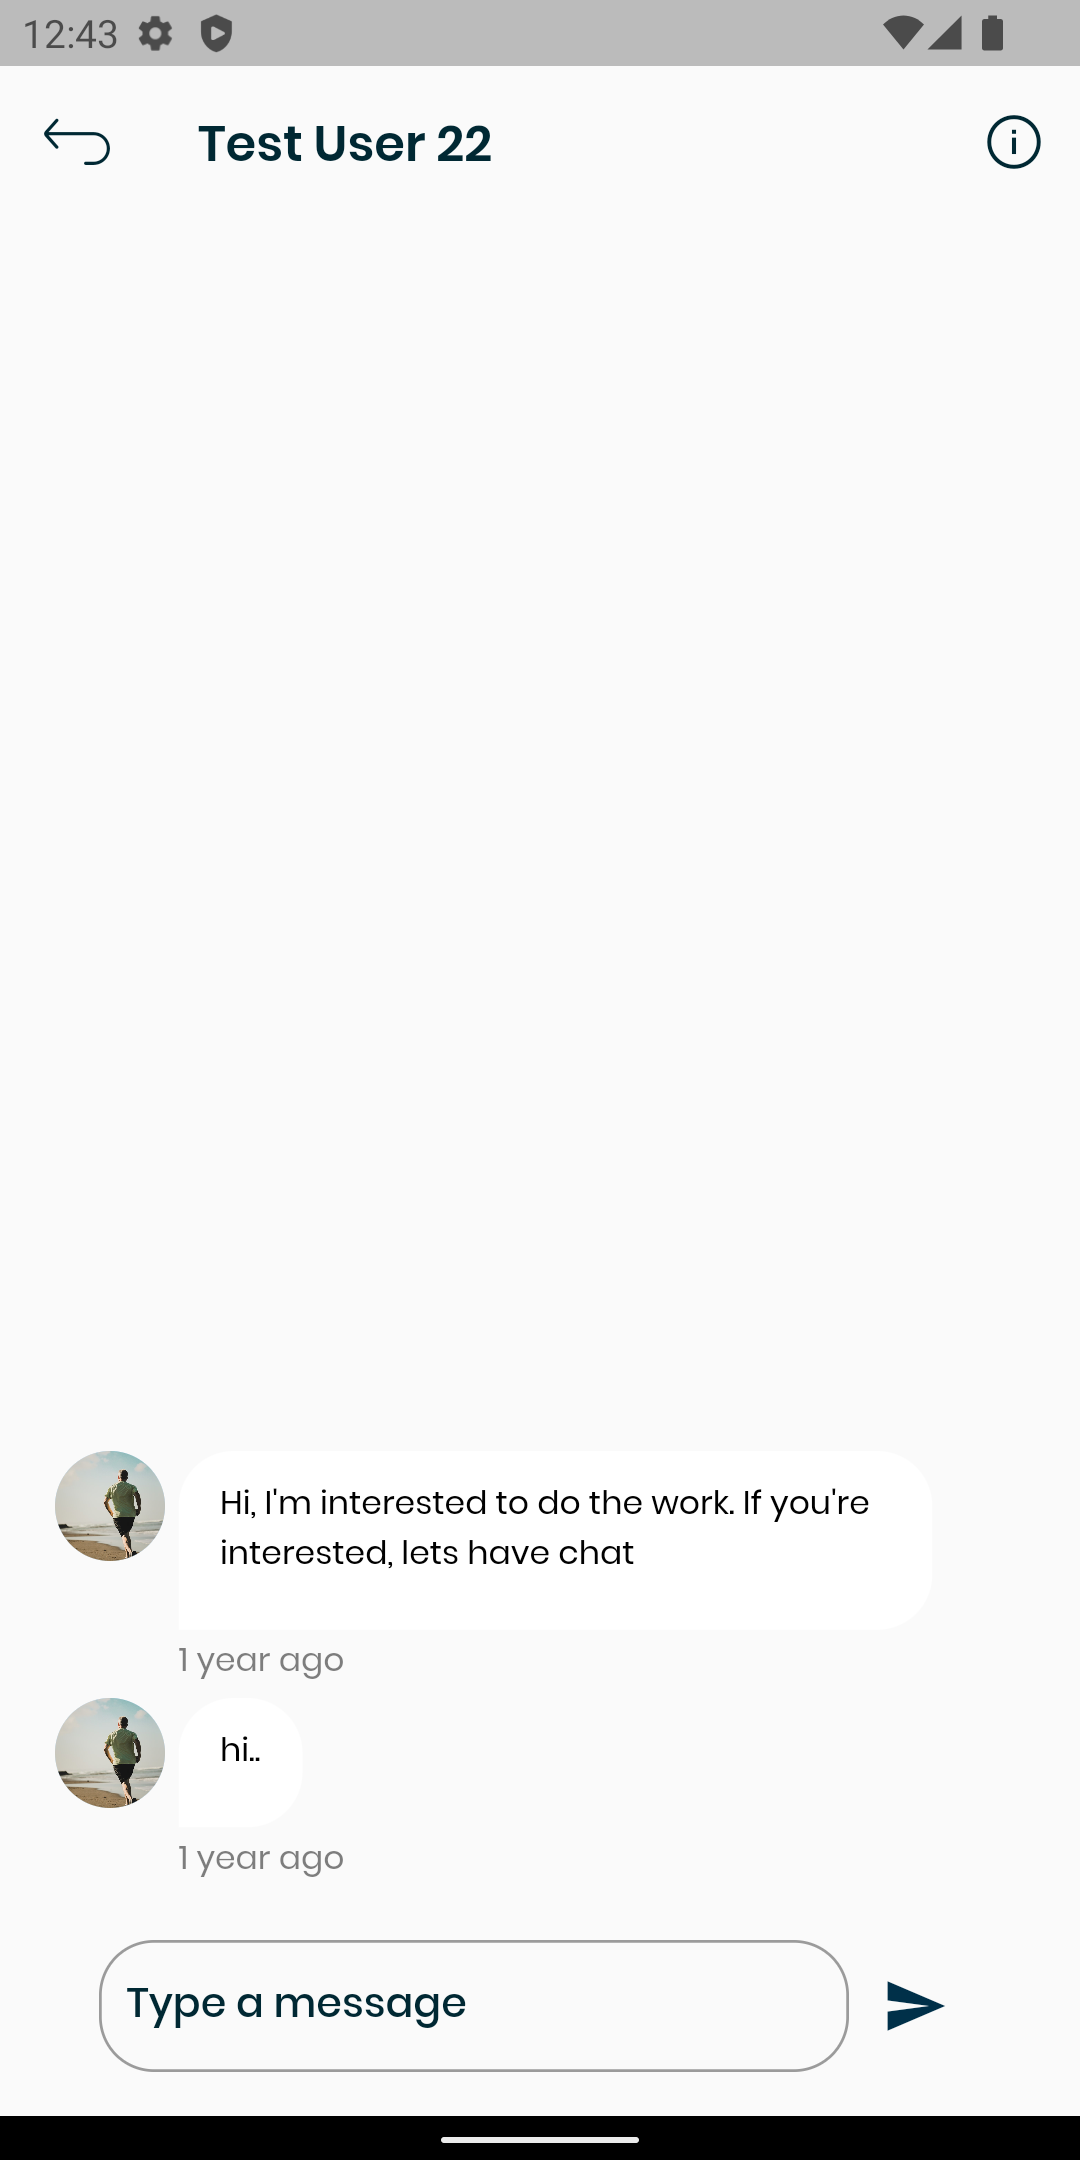 12:43
Test User 22
Hi, I'm interested to do the work. If you're
interested, lets have chat
1 year ago
hi..
1 year ago
Type a message